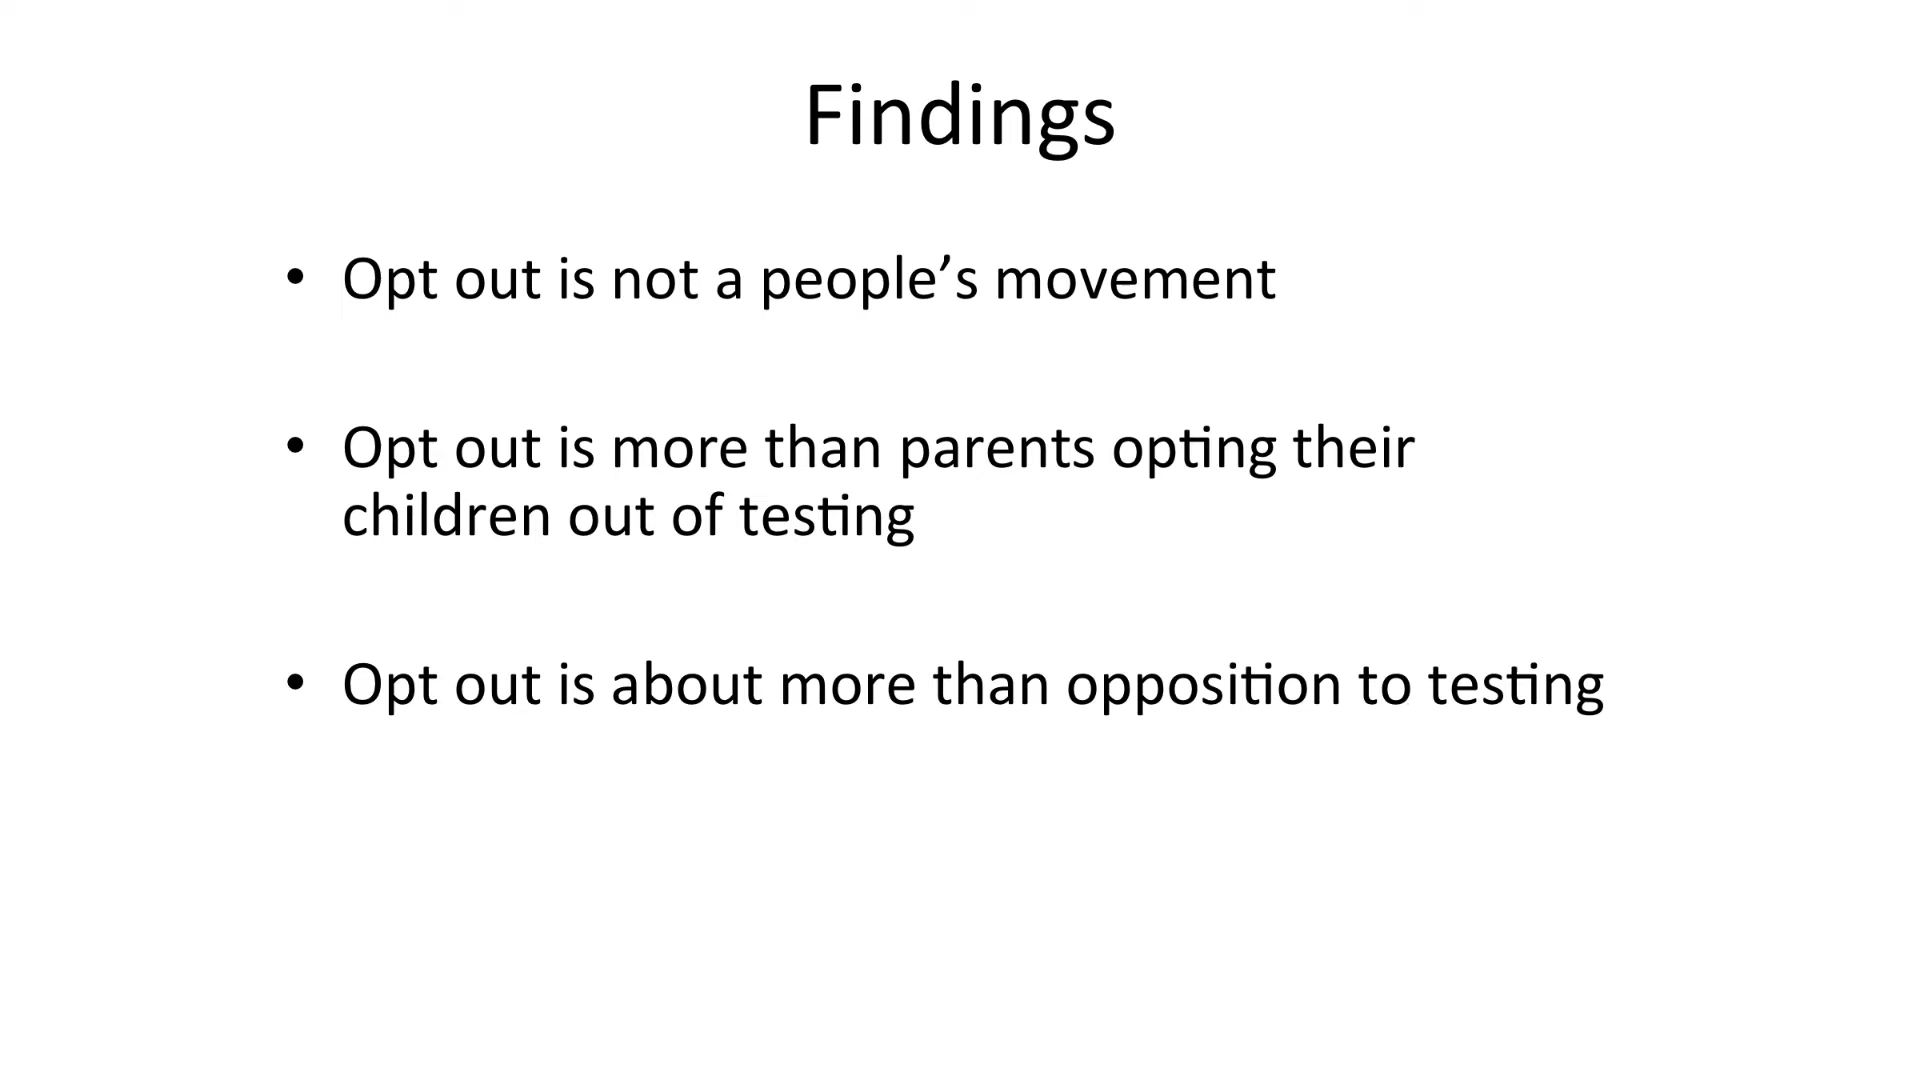 Findings
• Opt out is not a people’s movement
• Opt out is more than parents opting their
children out of testing
• Opt out is about more than opposition to testing